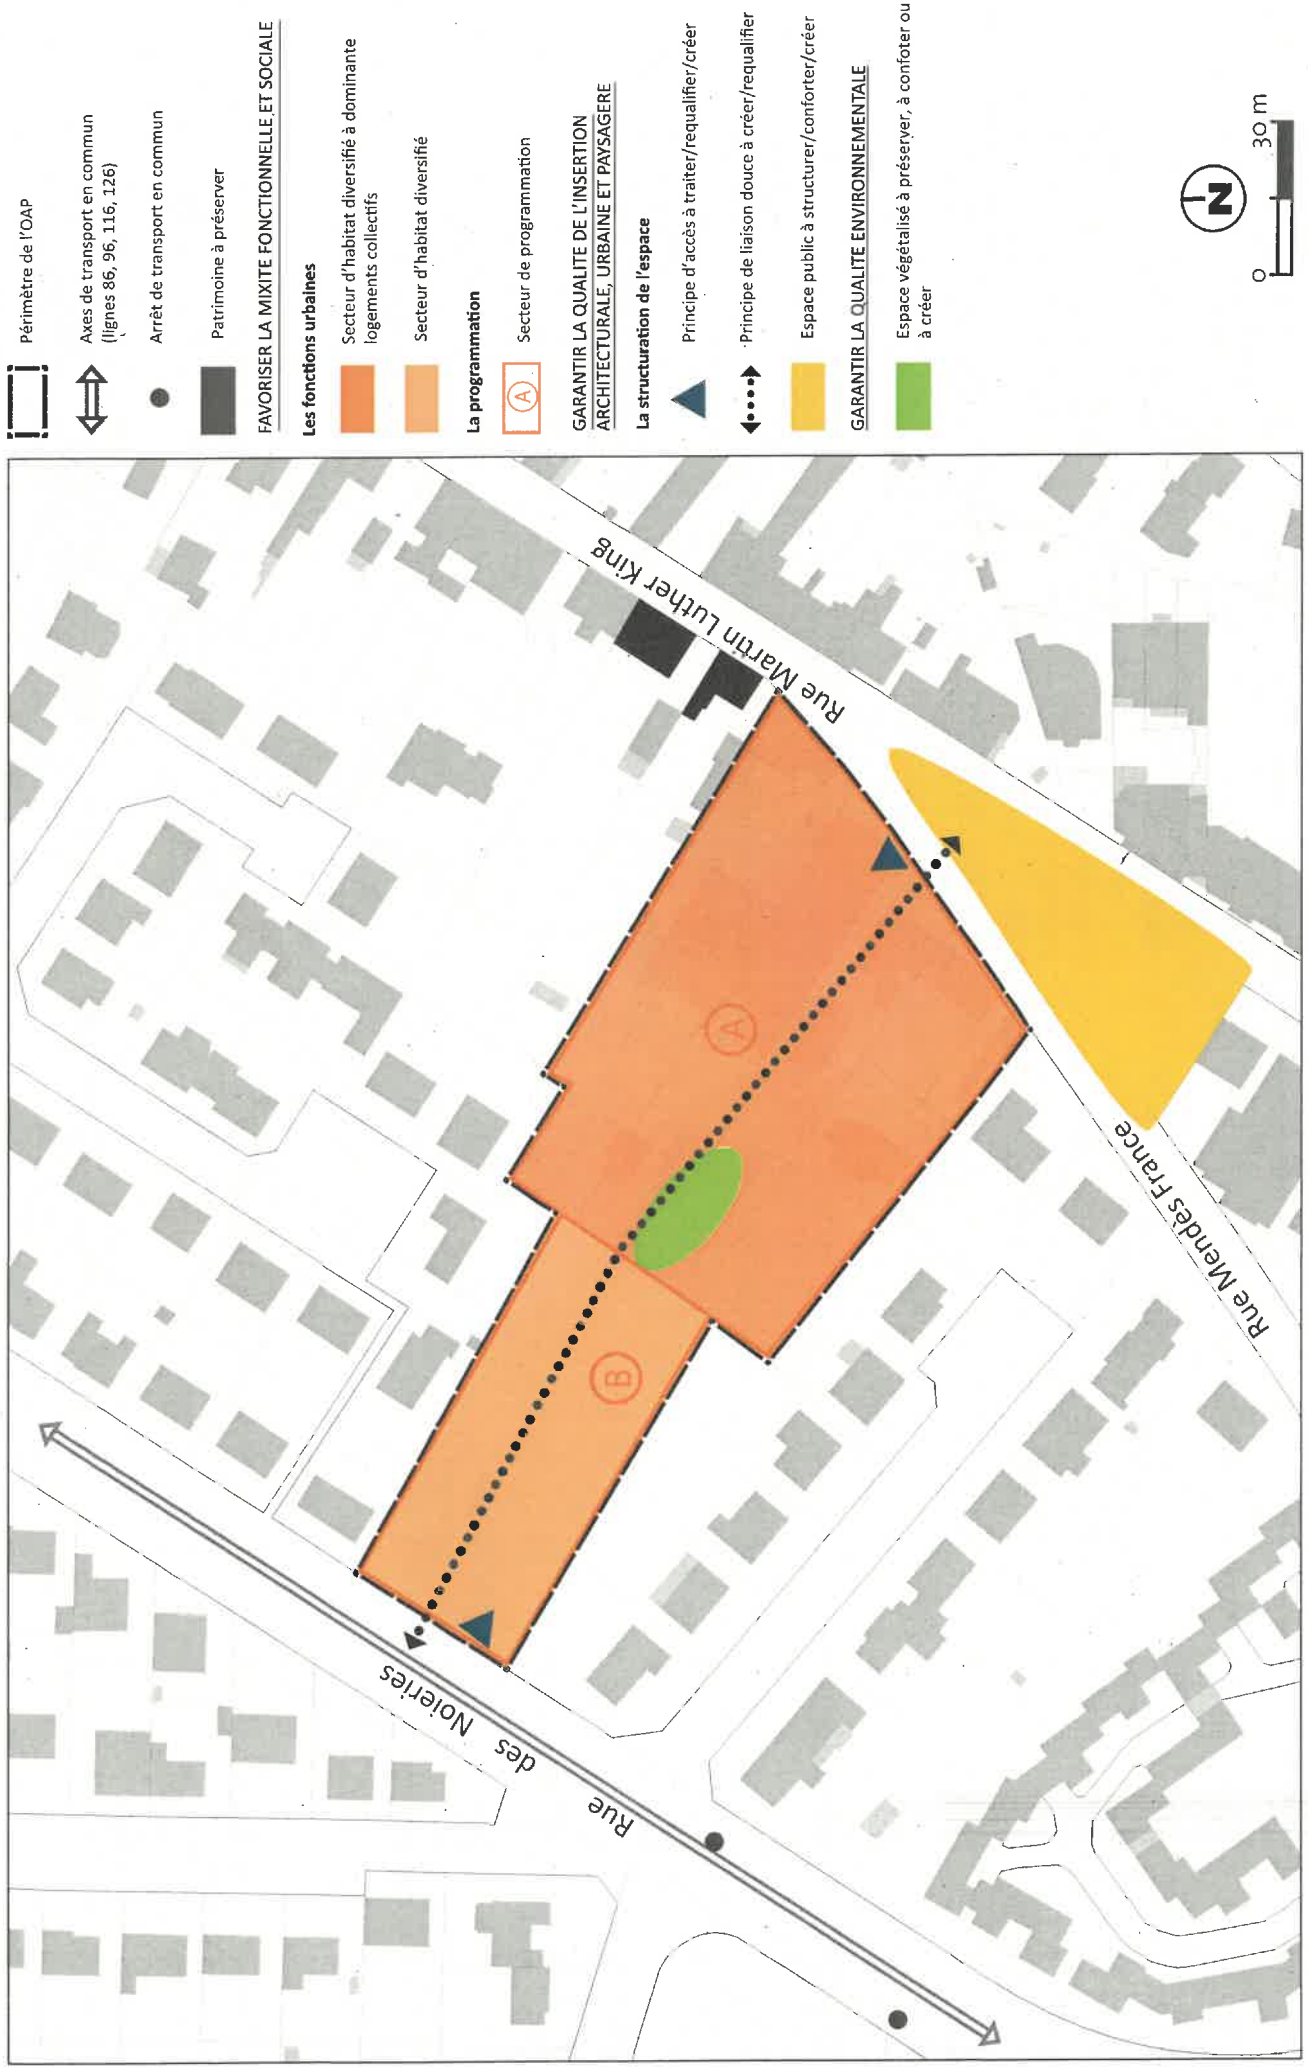 Périmètre de l'OAP
Axes de transport en commun
(lignes 86, 96, 116, 126)
Arrêt de transport en commun
Patrimoine à préserver
FAVORISER LA MIXITE FONCTIONNELLE ET SOCIALE
Les fonctions urbaines
Secteur d'habitat diversifié à dominante
logements collectifs
Secteur d'habitat diversifié
La programmation
A
Secteur de programmation
GARANTIR LA QUALITE DE L'INSERTION
ARCHITECTURALE, URBAINE ET PAYSAGERE
La structuration de l'espace
Principe d'accès à traiter/requalifier/créer
Principe de liaison douce à créer/requalifier
Espace public à structurer/conforter/créer
GARANTIR LA QUALITE ENVIRONNEMENTALE
Espace végétalisé à préserver, à confoter ou
à créer
N
0 30 m
Rue des Noieries
B
A
Rue Martin Luther King
Rue Mendès France